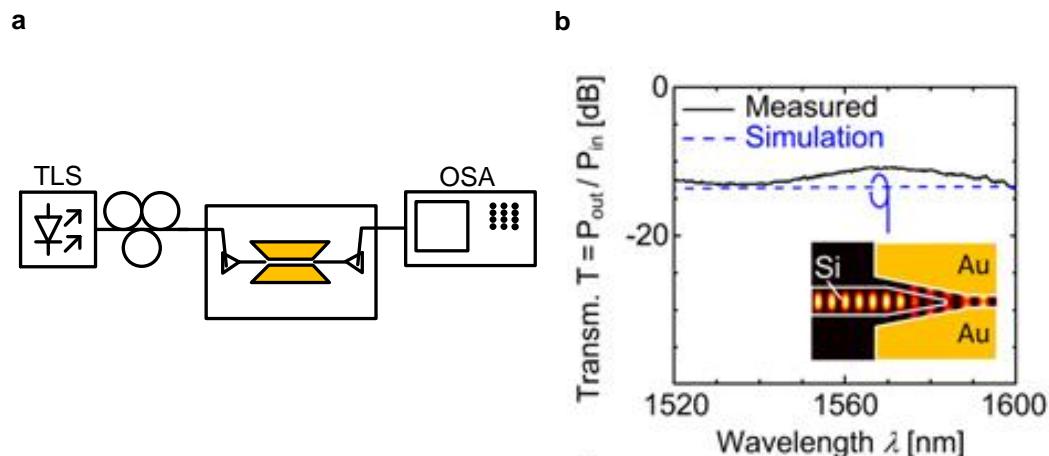 a
TLS
OSA
b
Transm. T = P_out / P_in [dB]
0
-20
Measured
Simulation
Si
Au
Au
1520
1560
1600
Wavelength λ [nm]